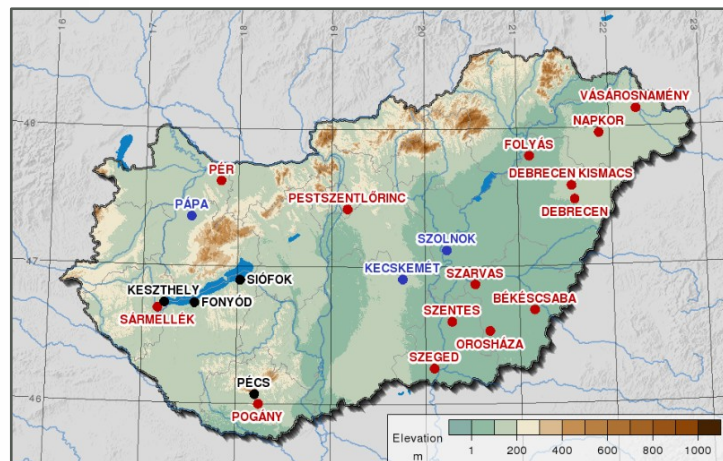 16
17
18
19
20
21
22
23
VÁSÁROSNAMÉNY
48
NAPKOR
FOLYÁS
PÉR
DEBRECEN KISMACS
PÁPA
PESTSZENTLŐRINC
DEBRECEN
SZOLNOK
47
KECSKEMÉT
SIÓFOK
KESZTHELY
SZARVAS
FONYÓD
BÉKÉSCSABA
SÁRMELLÉK
SZENTES
OROSHÁZA
SZEGED
PÉCS
46
POGÁNY
Elevation
m
1
200
400
600
800
1000